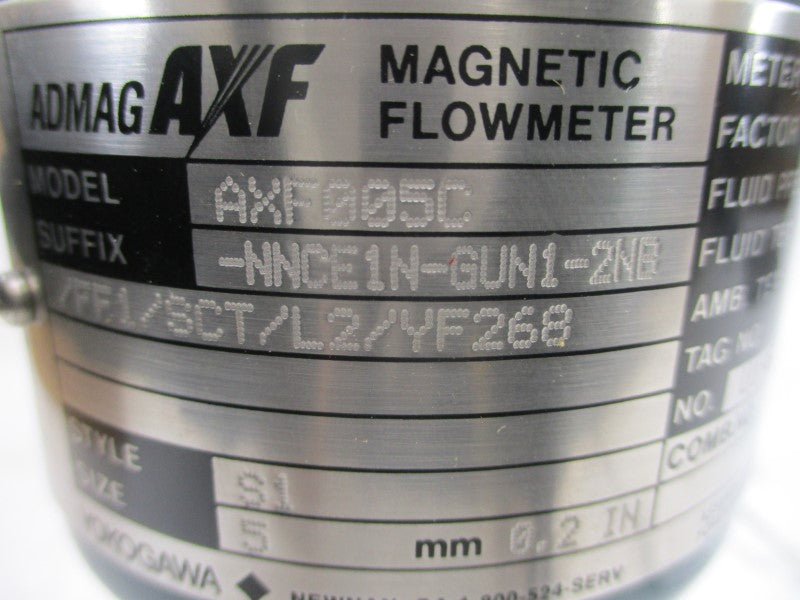 ADMAG AXF MAGNETIC FLOWMETER
MODEL AXF005C
SUFFIX -NNCE1N-GUN1-2NB
/FF1/SCT/L2/YF268
STYLE S1
SIZE 5 mm 0.2 IN
YOKOGAWA
METER
FACTOR
FLUID
FLUID
AMB.
TAG NO.
NO.